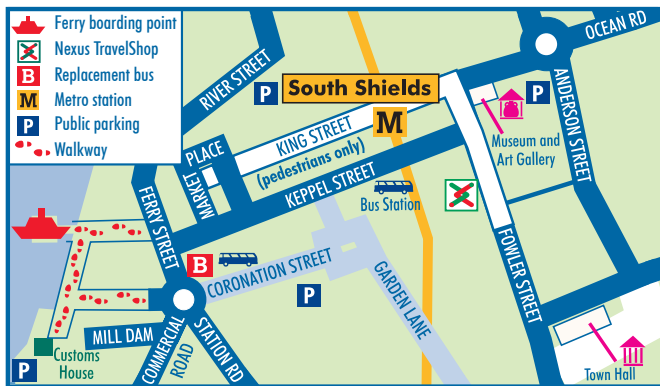 Ferry boarding point
Nexus TravelShop
B Replacement bus
M Metro station
P Public parking
Walkway
OCEAN RD
RIVER STREET
P
South Shields
P
ANDERSON STREET
M
KING STREET
(pedestrians only)
Museum and
Art Gallery
MARKET PLACE
KEPPEL STREET
Bus Station
FERRY STREET
FOWLER STREET
B
CORONATION STREET
P
GARDEN LANE
MILL DAM
COMMERCIAL ROAD
STATION RD
Customs
House
P
Town Hall